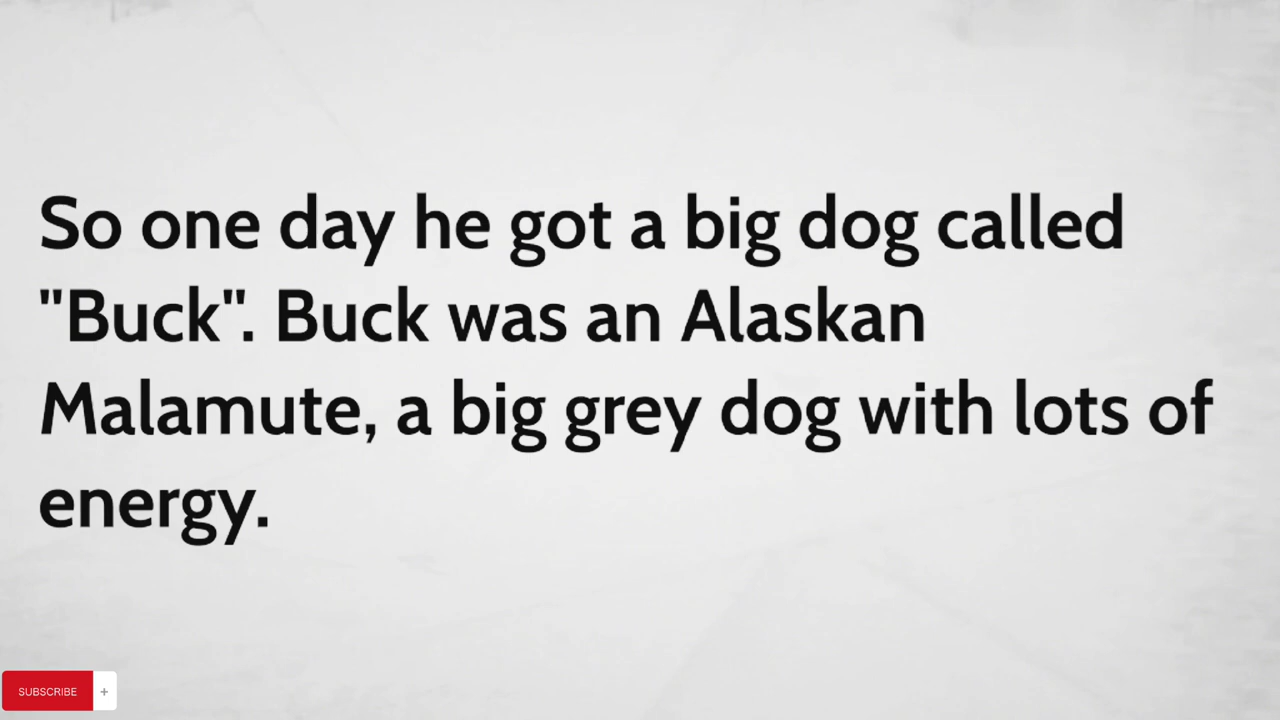 So one day he got a big dog called
"Buck". Buck was an Alaskan
Malamute, a big grey dog with lots of
energy.
SUBSCRIBE +